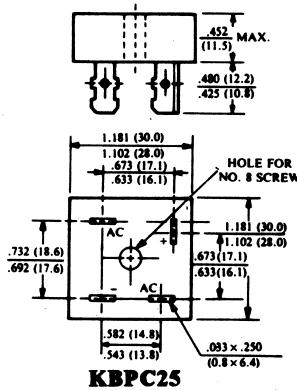 .452
(11.5)
MAX.
.480 (12.2)
.425 (10.8)
1.181 (30.0)
1.102 (28.0)
.673 (17.1)
.633 (16.1)
HOLE FOR
NO. 8 SCREW
AC
+
1.181 (30.0)
1.102 (28.0)
.732 (18.6)
.692 (17.6)
.673 (17.1)
.633 (16.1)
- AC
.582 (14.8)
.543 (13.8)
.033 × .250
(0.8 × 6.4)
KBPC25